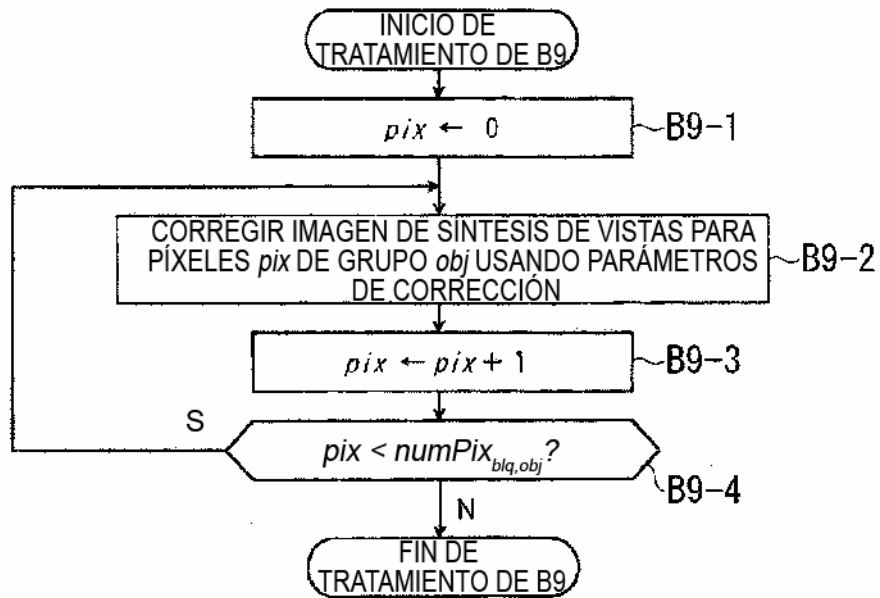 INICIO DE
TRATAMIENTO DE B9
pix ← 0
B9-1
CORREGIR IMAGEN DE SÍNTESIS DE VISTAS PARA
PÍXELES pix DE GRUPO obj USANDO PARÁMETROS
DE CORRECCIÓN
B9-2
pix ← pix + 1
B9-3
S
pix < numPix_blq,obj?
B9-4
N
FIN DE
TRATAMIENTO DE B9